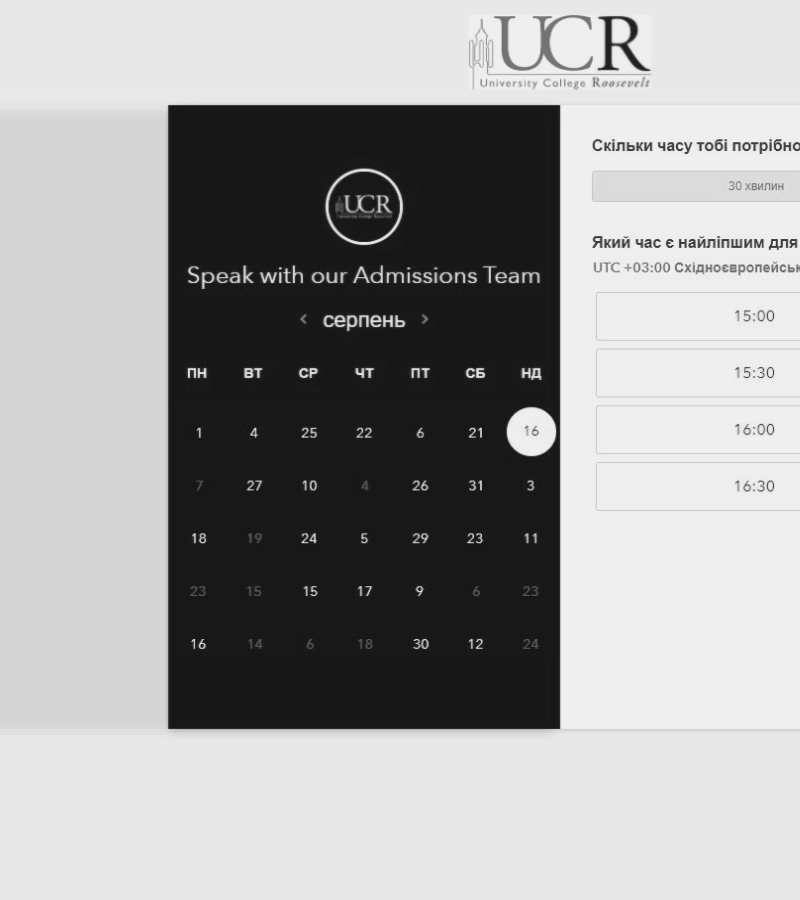 UCR
University College Roosevelt
UCR
Speak with our Admissions Team
серпень
ПН ВТ СР ЧТ ПТ СБ НД
1 4 25 22 6 21 16
7 27 10 4 26 31 3
18 19 24 5 29 23 11
23 15 15 17 9 6 23
16 14 6 18 30 12 24
Скільки часу тобі потрібно
30 хвилин
Який час є найліпшим для
UTC +03:00 Східноєвропейськ
15:00
15:30
16:00
16:30